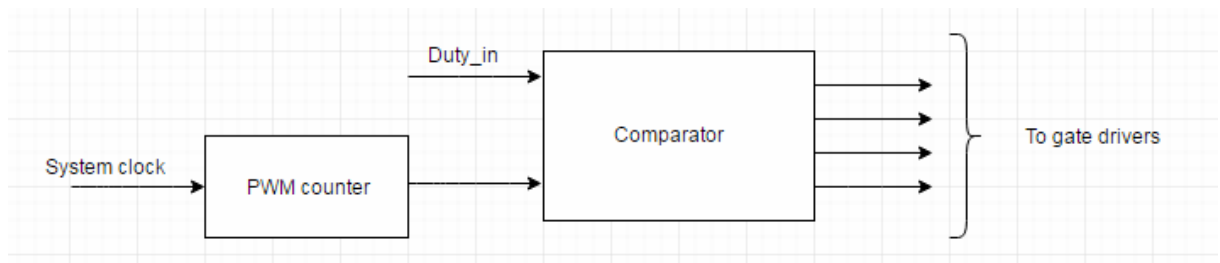 Duty_in
Comparator
To gate drivers
System clock
PWM counter